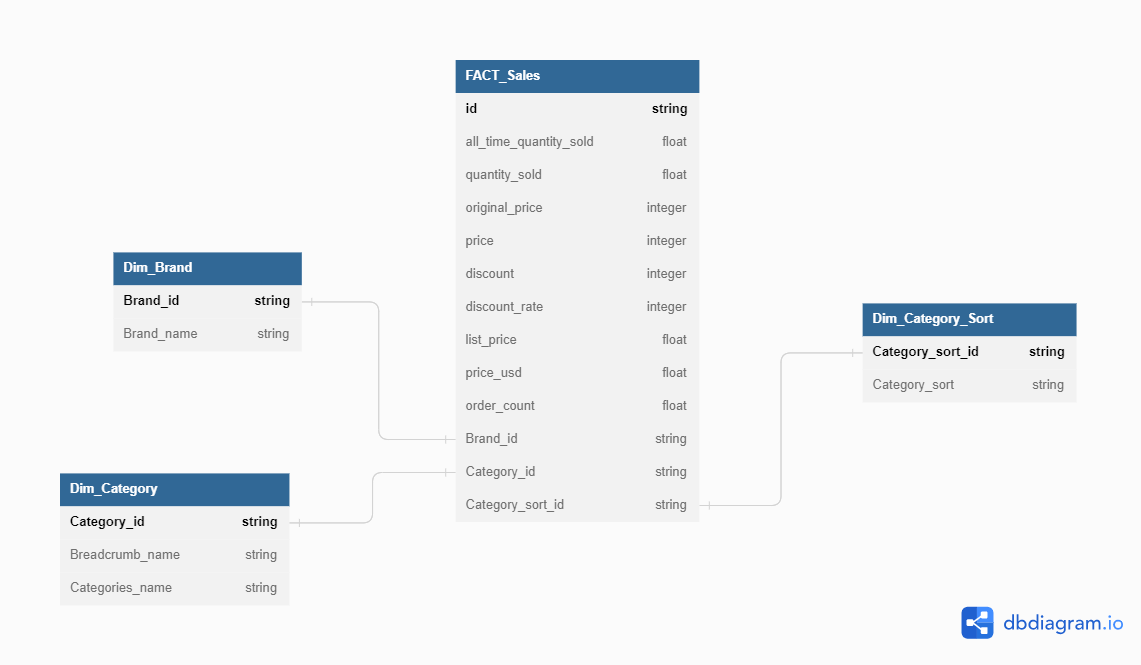 FACT_Sales
id string
all_time_quantity_sold float
quantity_sold float
original_price integer
price integer
discount integer
discount_rate integer
list_price float
price_usd float
order_count float
Brand_id string
Category_id string
Category_sort_id string
Dim_Brand
Brand_id string
Brand_name string
Dim_Category
Category_id string
Breadcrumb_name string
Categories_name string
Dim_Category_Sort
Category_sort_id string
Category_sort string
dbdiagram.io